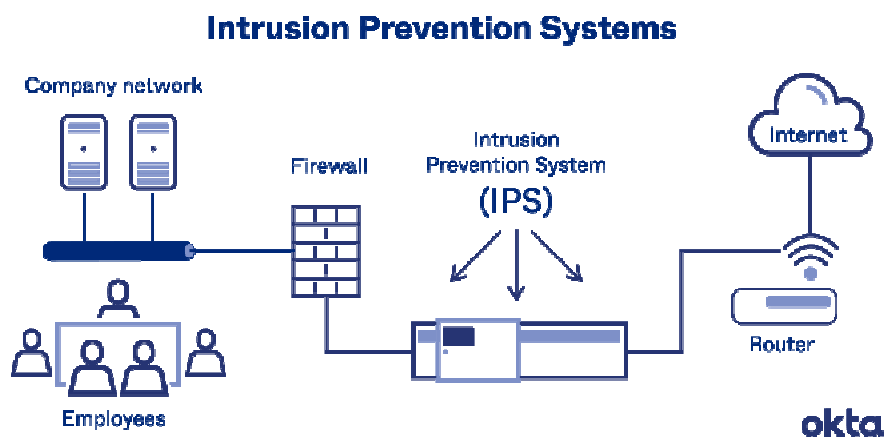 Intrusion Prevention Systems
Company network
Firewall
Intrusion
Prevention System
(IPS)
Internet
Router
Employees
okta